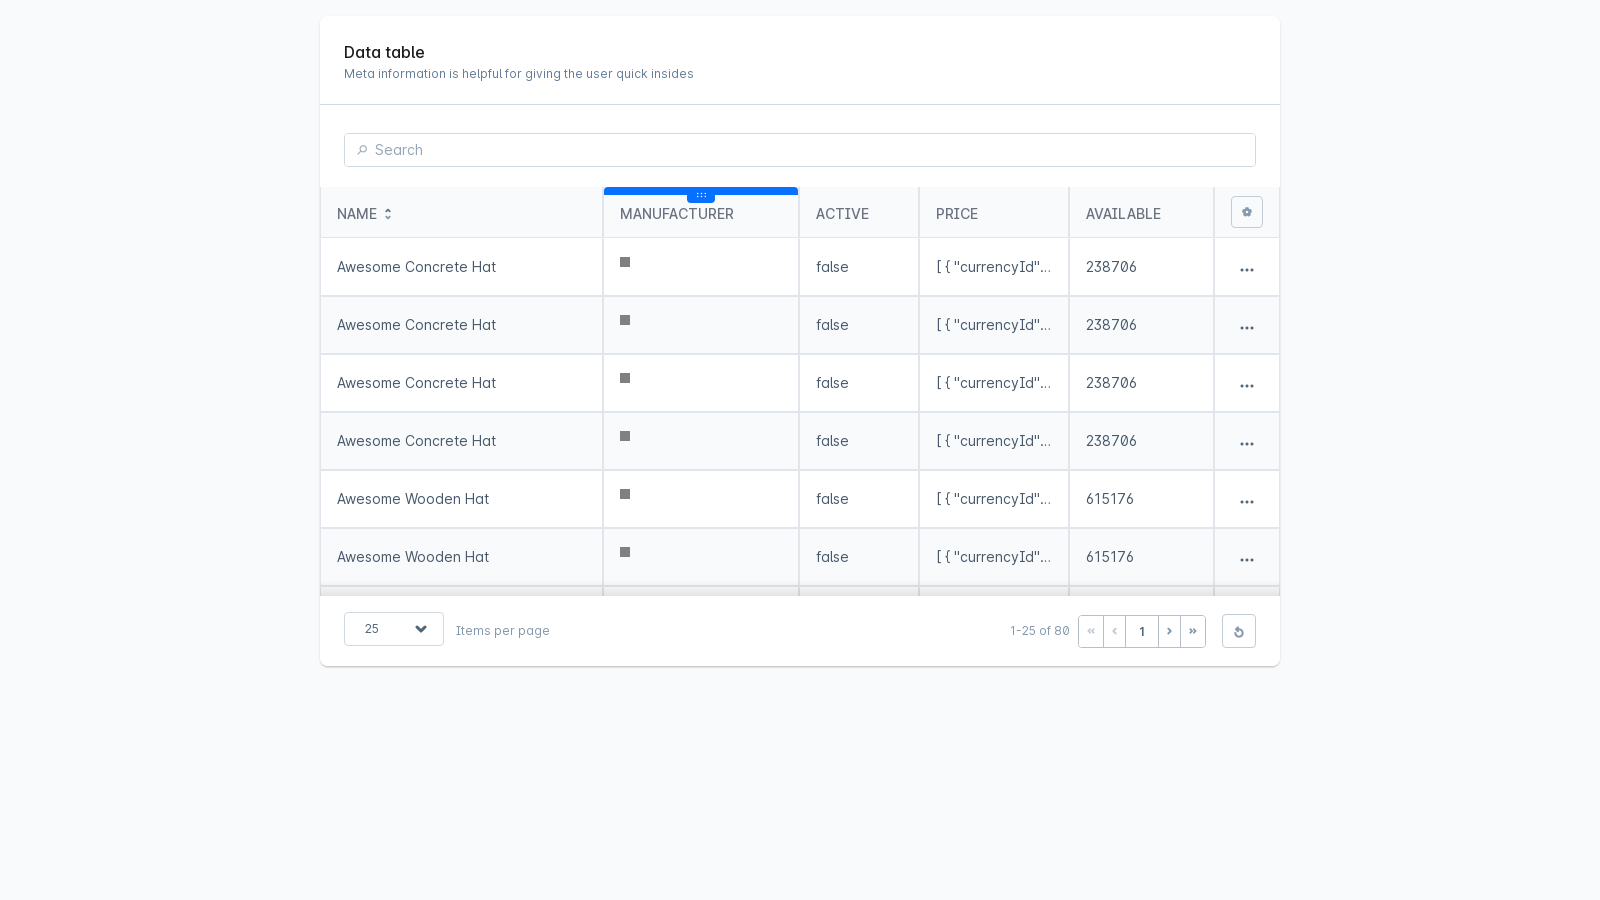 Data table
Meta information is helpful for giving the user quick insides
Search
NAME MANUFACTURER ACTIVE PRICE AVAILABLE
Awesome Concrete Hat false [ { "currencyId"... 238706
Awesome Concrete Hat false [ { "currencyId"... 238706
Awesome Concrete Hat false [ { "currencyId"... 238706
Awesome Concrete Hat false [ { "currencyId"... 238706
Awesome Wooden Hat false [ { "currencyId"... 615176
Awesome Wooden Hat false [ { "currencyId"... 615176
25 Items per page 1-25 of 80 « ‹ 1 › »